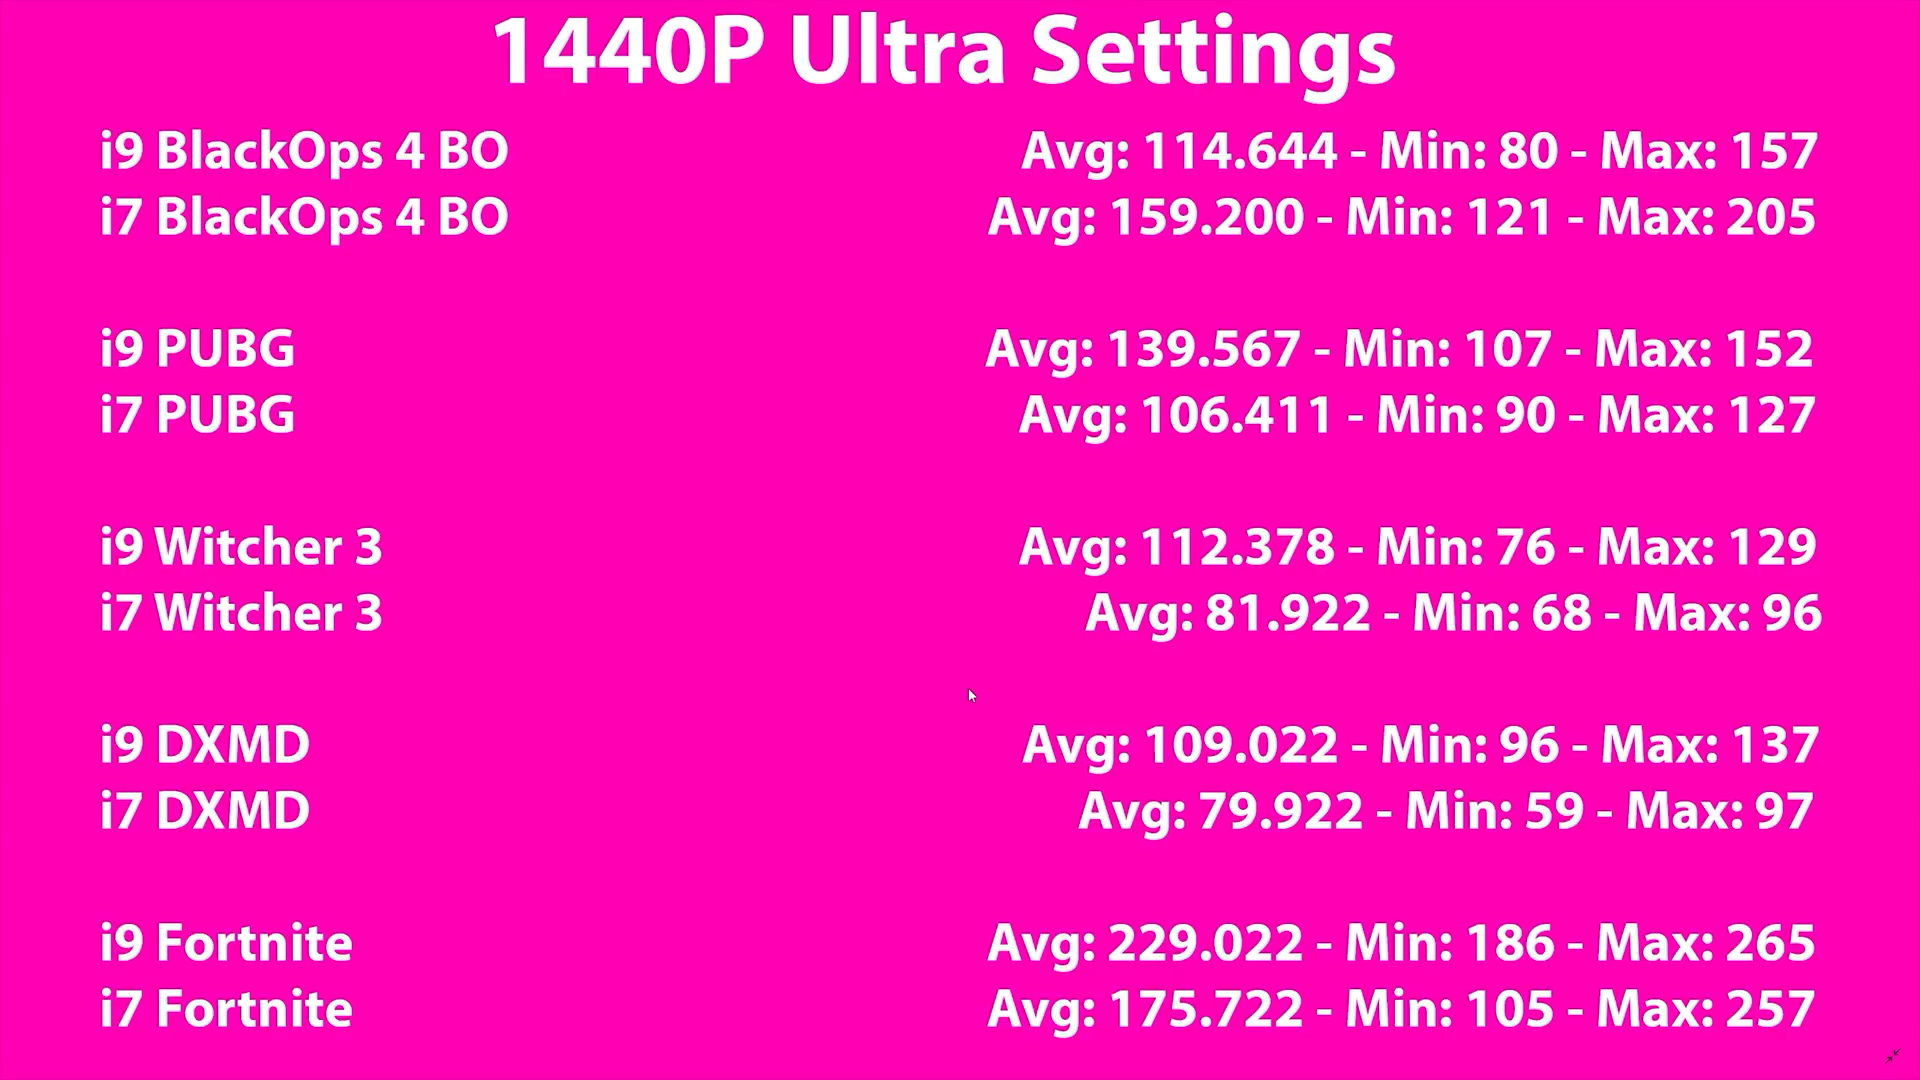 1440P Ultra Settings
i9 BlackOps 4 BO Avg: 114.644 - Min: 80 - Max: 157
i7 BlackOps 4 BO Avg: 159.200 - Min: 121 - Max: 205
i9 PUBG Avg: 139.567 - Min: 107 - Max: 152
i7 PUBG Avg: 106.411 - Min: 90 - Max: 127
i9 Witcher 3 Avg: 112.378 - Min: 76 - Max: 129
i7 Witcher 3 Avg: 81.922 - Min: 68 - Max: 96
i9 DXMD Avg: 109.022 - Min: 96 - Max: 137
i7 DXMD Avg: 79.922 - Min: 59 - Max: 97
i9 Fortnite Avg: 229.022 - Min: 186 - Max: 265
i7 Fortnite Avg: 175.722 - Min: 105 - Max: 257